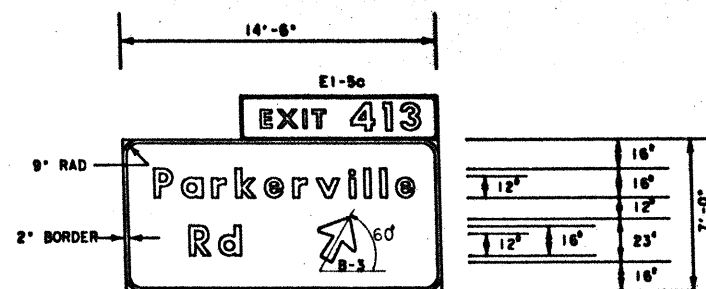 14'-6"
E1-5c
EXIT 413
9" RAD
Parkerville
2" BORDER
Rd
60°
B-3
16"
12"
16"
12"
12"
16"
23"
16"
7'-0"